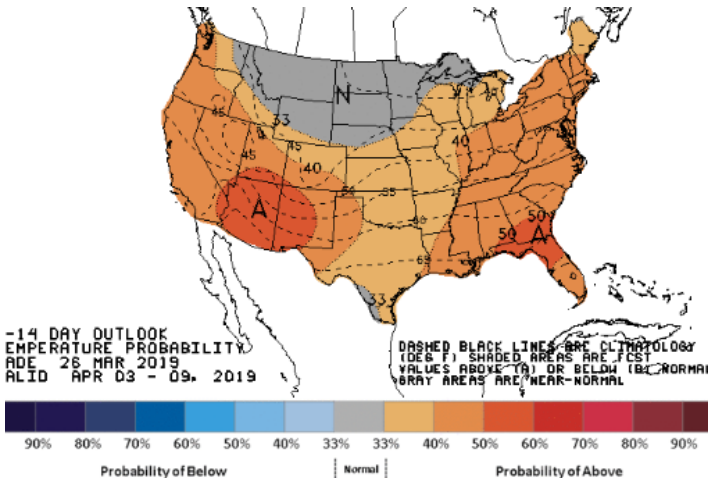 N
45
33
45
45
40
40
50
55
A
60
50
50
A
65
33
-14 DAY OUTLOOK
EMPERATURE PROBABILITY
ADE 26 MAR 2019
ALID APR 03 - 09, 2019
DASHED BLACK LINES ARE CLIMATOLOGY
(DEG F) SHADED AREAS ARE FCST
VALUES ABOVE (A) OR BELOW (B) NORMAL
GRAY AREAS ARE NEAR-NORMAL
90% 80% 70% 60% 50% 40% 33% 33% 40% 50% 60% 70% 80% 90%
Probability of Below Normal Probability of Above